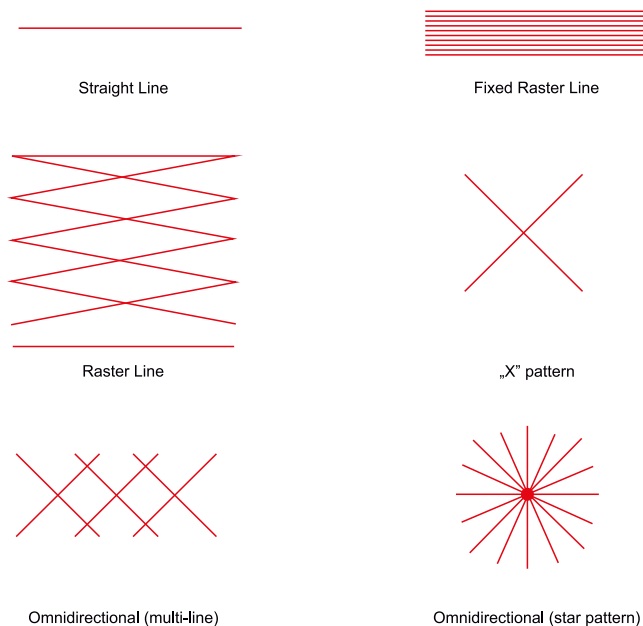 Straight Line
Fixed Raster Line
Raster Line
„X” pattern
Omnidirectional (multi-line)
Omnidirectional (star pattern)